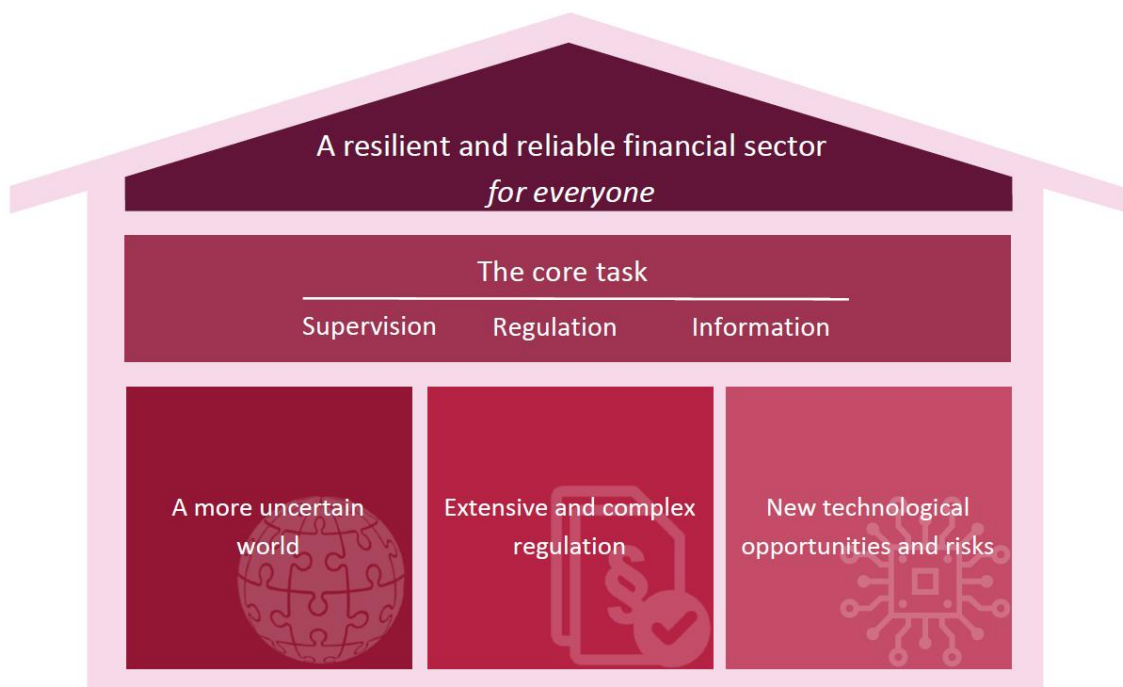 A resilient and reliable financial sector
for everyone
The core task
Supervision Regulation Information
A more uncertain
world
Extensive and complex
regulation
§
New technological
opportunities and risks